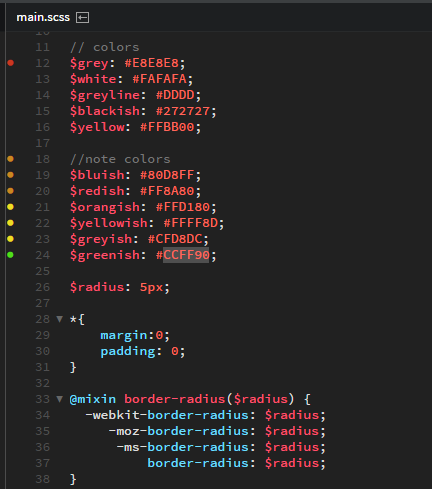 main.scss
10
11 // colors
12 $grey: #E8E8E8;
13 $white: #FAFAFA;
14 $greyline: #DDDD;
15 $blackish: #272727;
16 $yellow: #FFBB00;
17
18 //note colors
19 $bluish: #80D8FF;
20 $redish: #FF8A80;
21 $orangish: #FFD180;
22 $yellowish: #FFFF8D;
23 $greyish: #CFD8DC;
24 $greenish: #CCFF90;
25
26 $radius: 5px;
27
28 *{
29     margin:0;
30     padding: 0;
31 }
32
33 @mixin border-radius($radius) {
34   -webkit-border-radius: $radius;
35      -moz-border-radius: $radius;
36       -ms-border-radius: $radius;
37           border-radius: $radius;
38 }